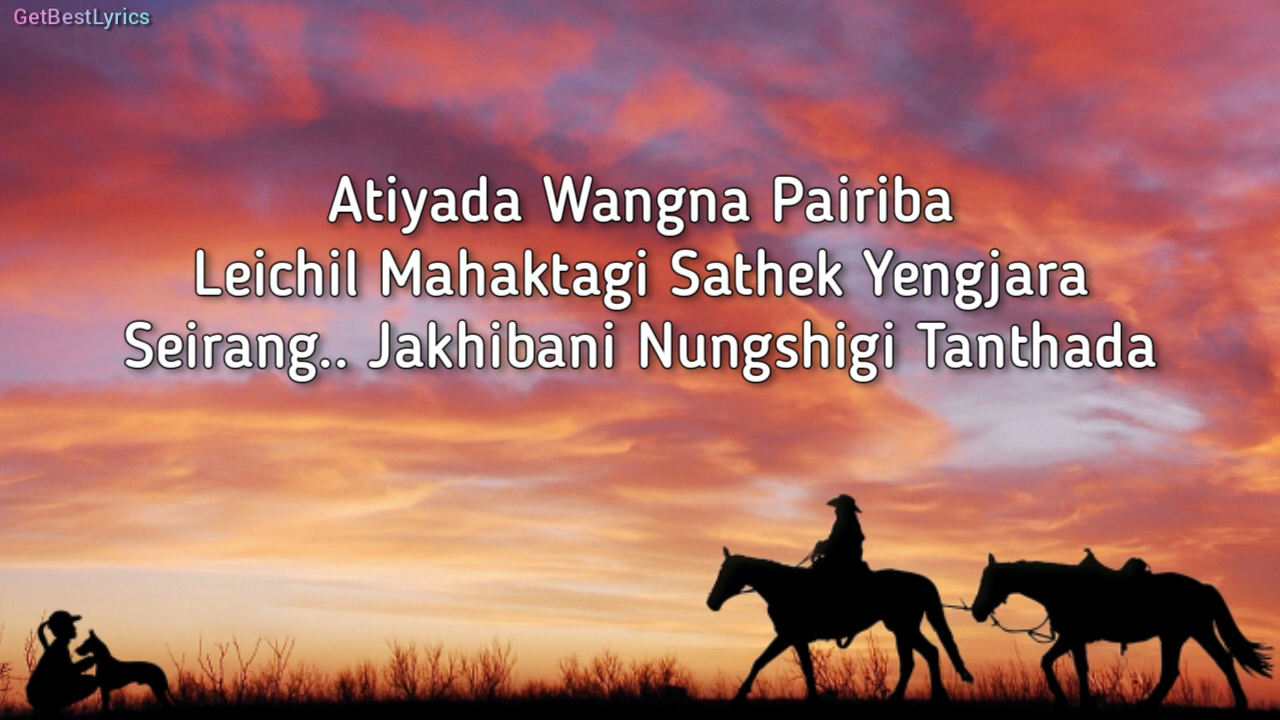 GetBestLyrics
Atiyada Wangna Pairiba
Leichil Mahaktagi Sathek Yengjara
Seirang.. Jakhibani Nungshigi Tanthada